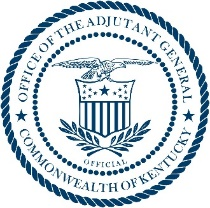 OFFICE OF THE ADJUTANT GENERAL
OFFICIAL
COMMONWEALTH OF KENTUCKY